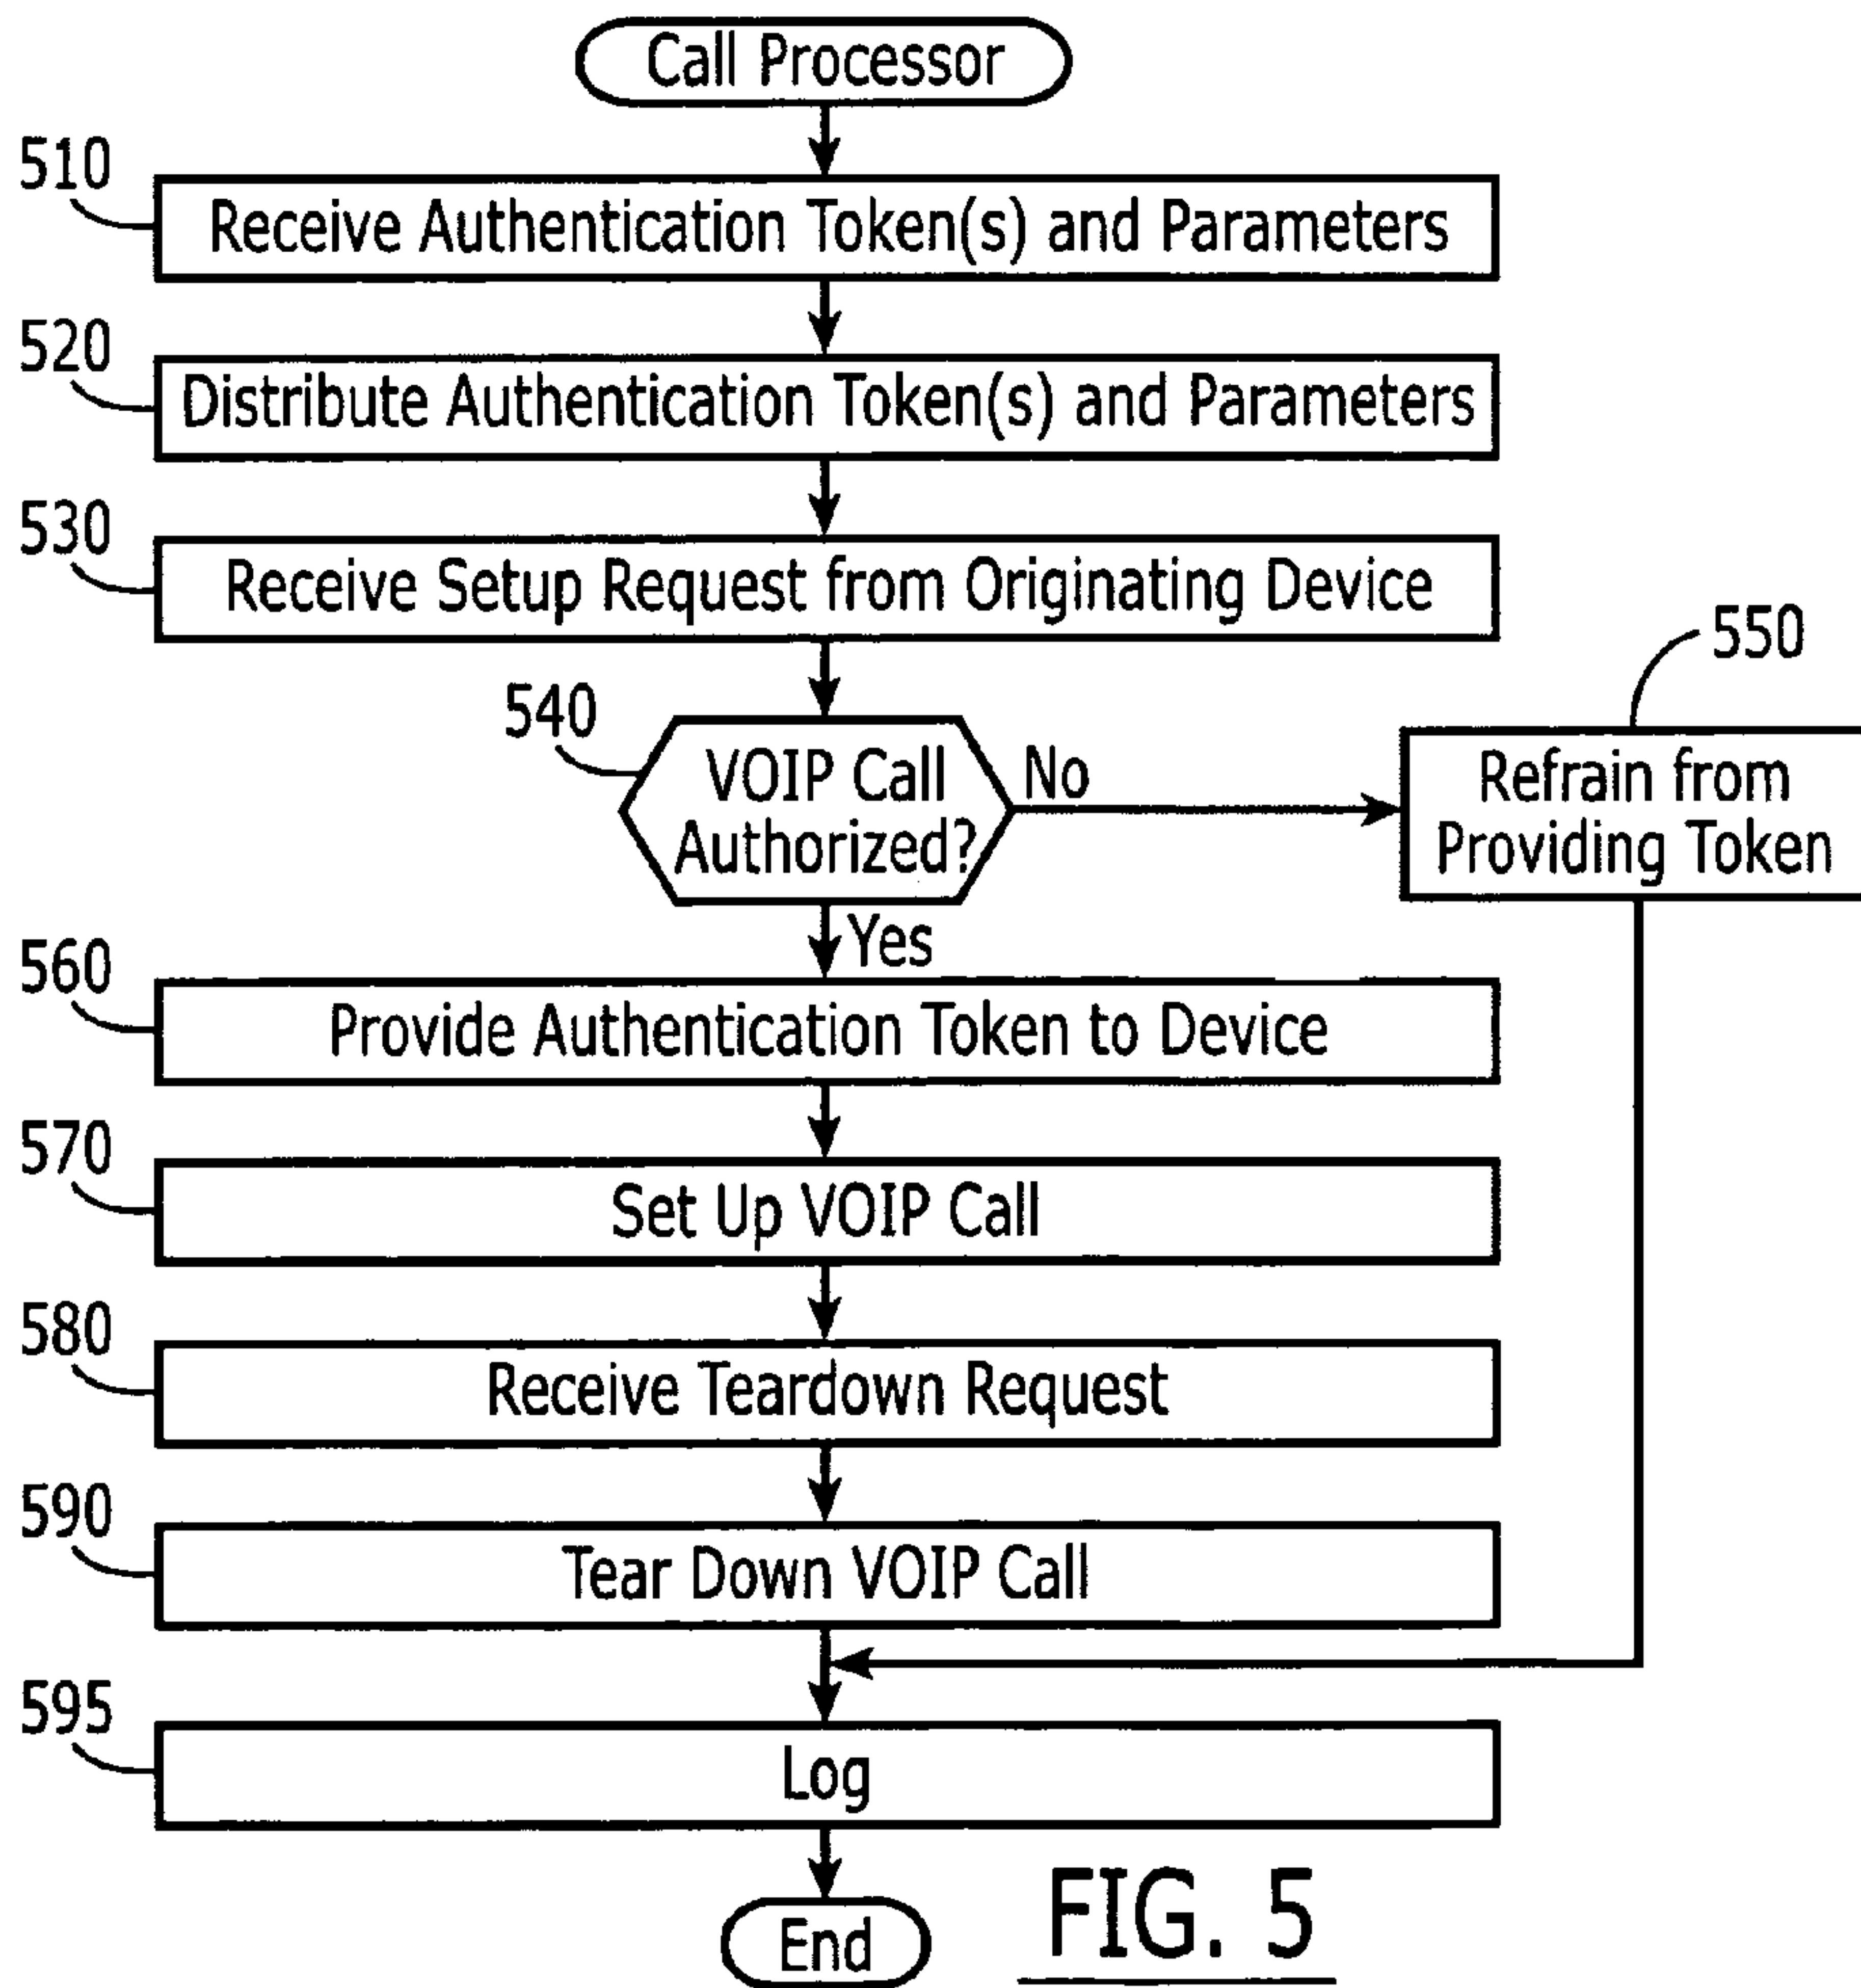 Call Processor
510
Receive Authentication Token(s) and Parameters
520
Distribute Authentication Token(s) and Parameters
530
Receive Setup Request from Originating Device
540
VOIP Call
Authorized?
No
550
Refrain from
Providing Token
Yes
560
Provide Authentication Token to Device
570
Set Up VOIP Call
580
Receive Teardown Request
590
Tear Down VOIP Call
595
Log
End
FIG. 5